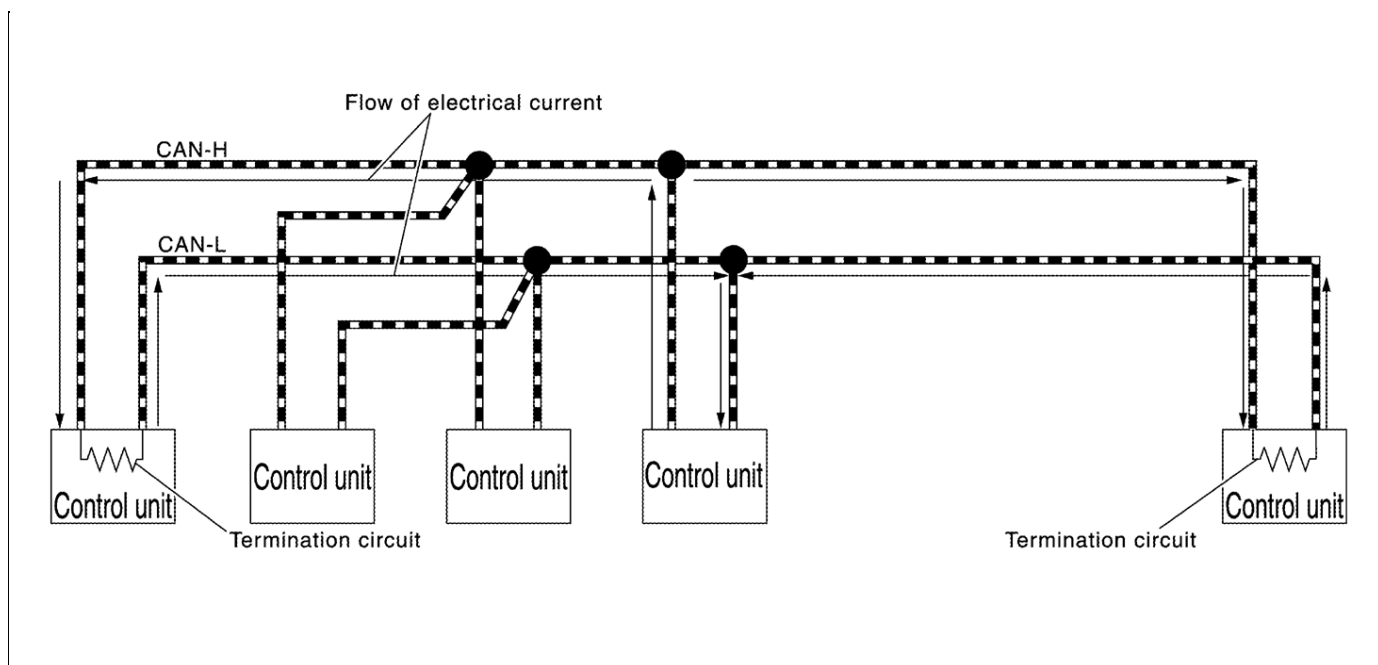 Flow of electrical current
CAN-H
CAN-L
Control unit
Control unit
Control unit
Control unit
Control unit
Termination circuit
Termination circuit